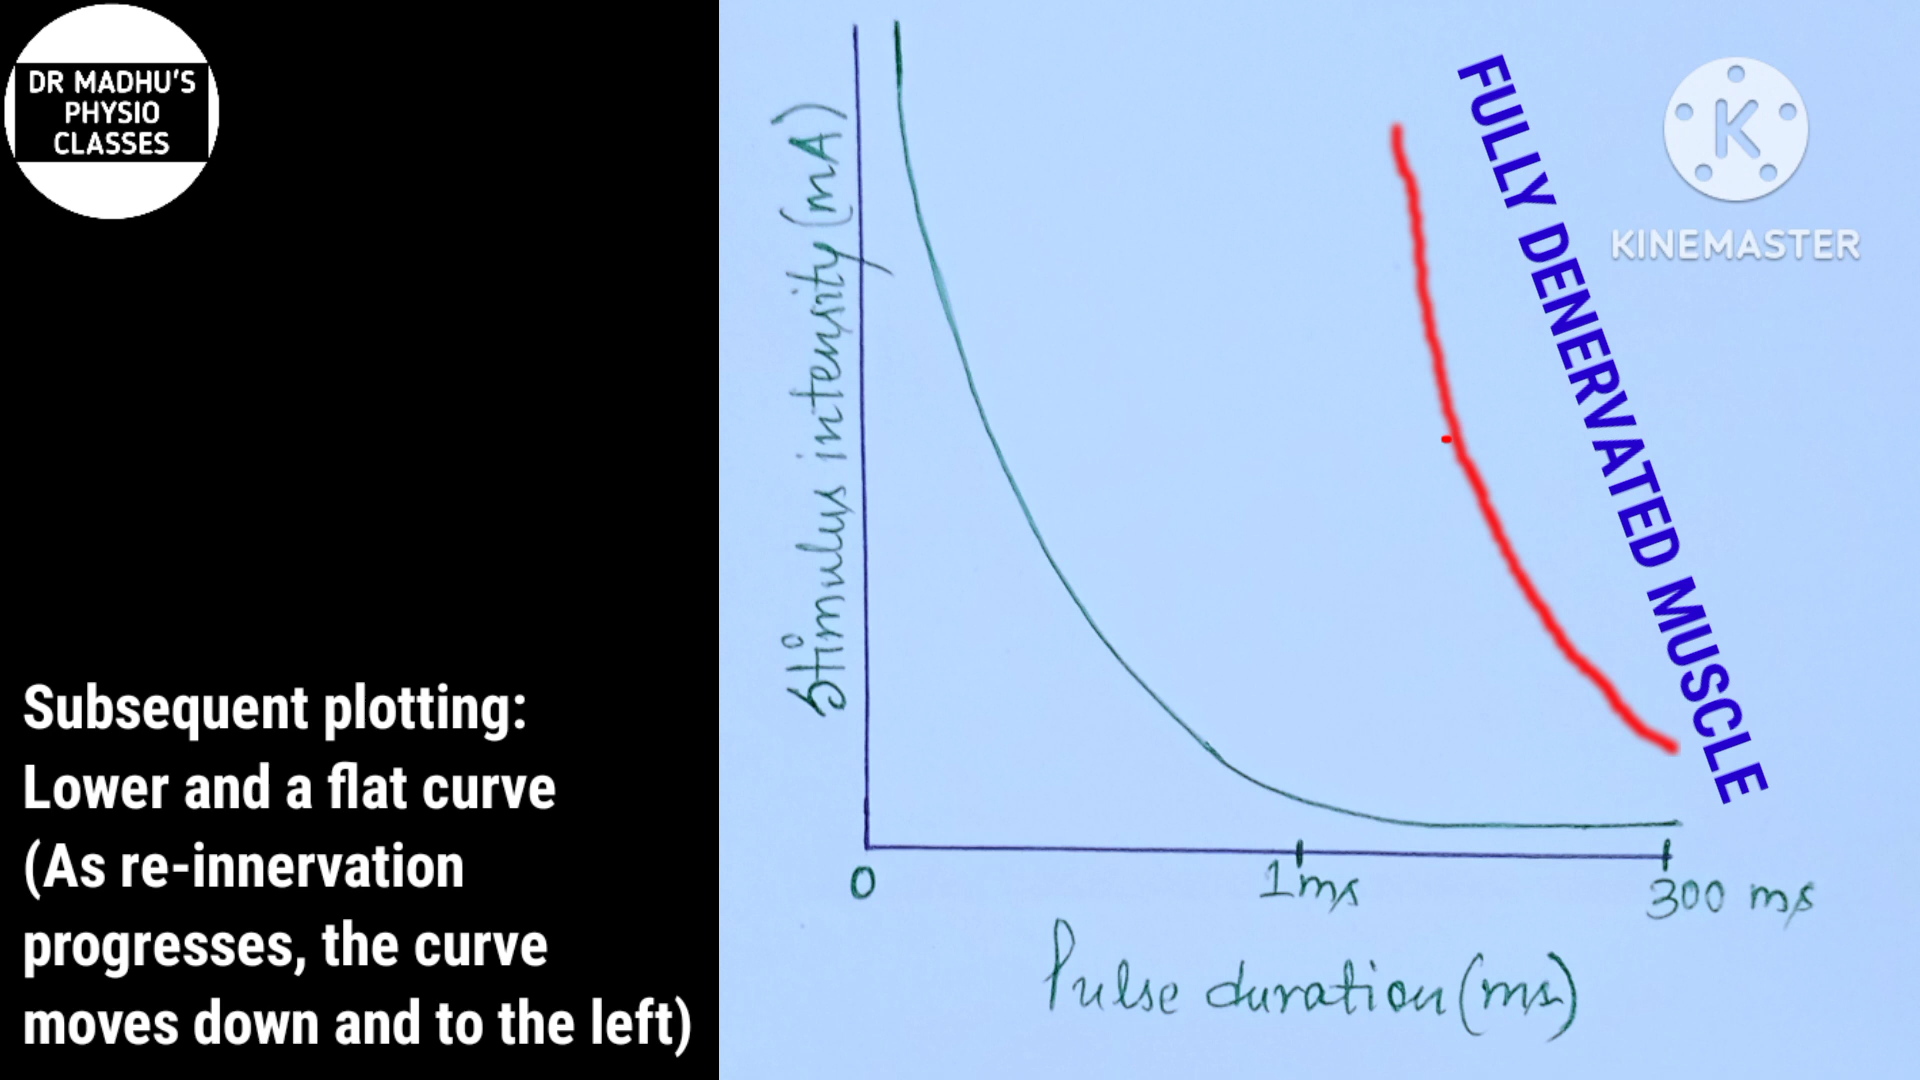 DR MADHU'S
PHYSIO
CLASSES
Subsequent plotting:
Lower and a flat curve
(As re-innervation
progresses, the curve
moves down and to the left)
Stimulus intensity (mA)
FULLY DENERVATED MUSCLE
K
KINEMASTER
0
1ms
300 ms
Pulse duration (ms)